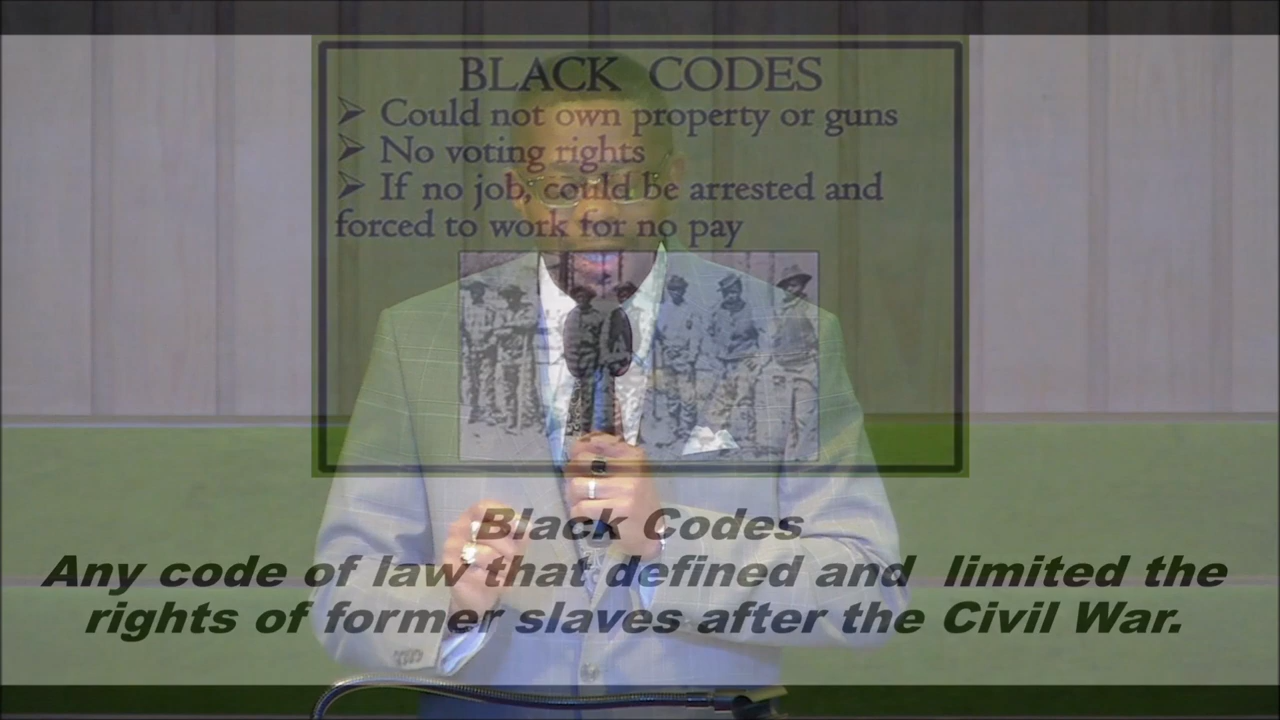 BLACK CODES
➢ Could not own property or guns
➢ No voting rights
➢ If no job, could be arrested and
forced to work for no pay
Black Codes
Any code of law that defined and limited the
rights of former slaves after the Civil War.